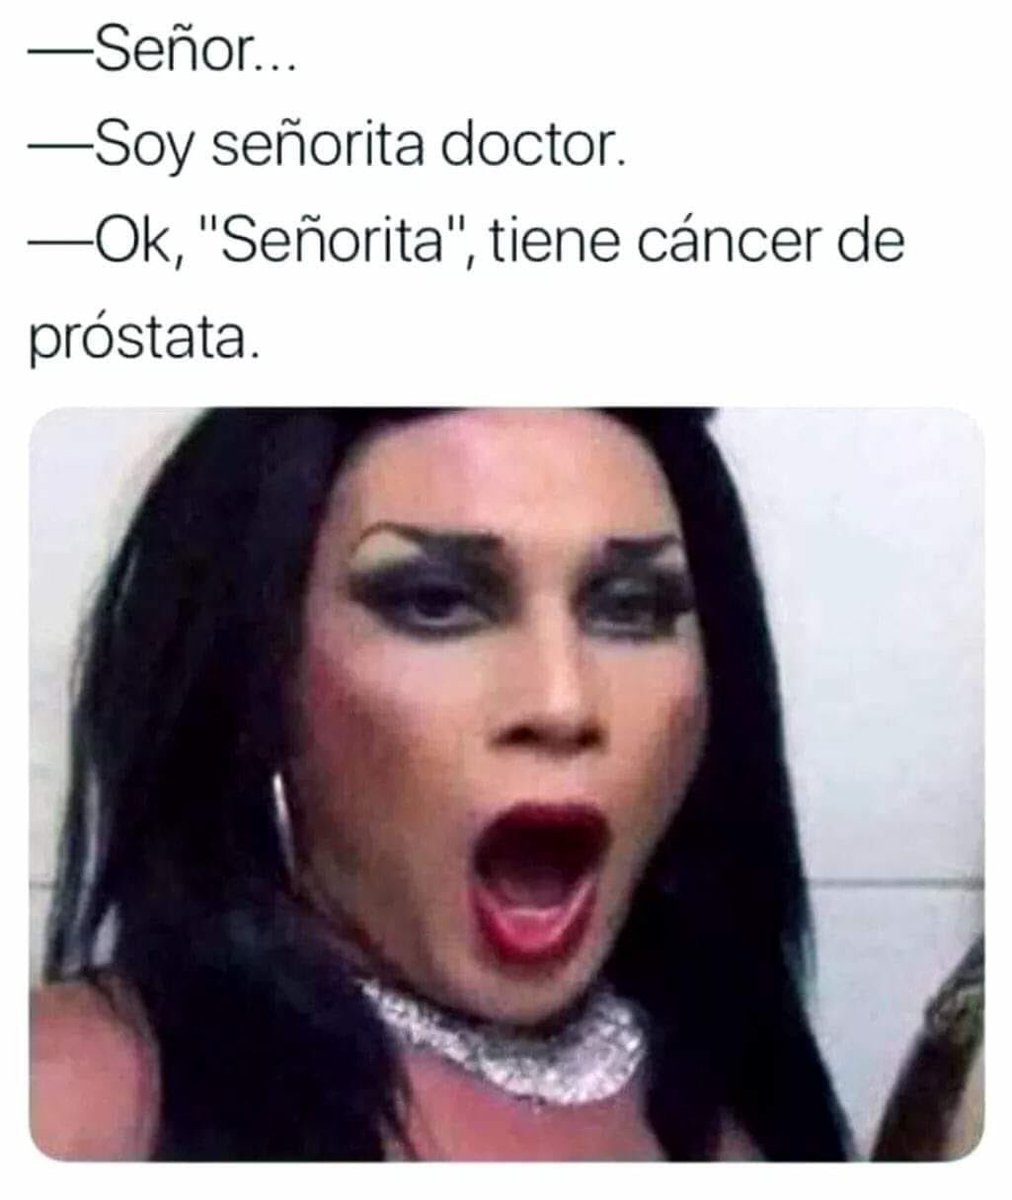 —Señor...
—Soy señorita doctor.
—Ok, "Señorita", tiene cáncer de
próstata.